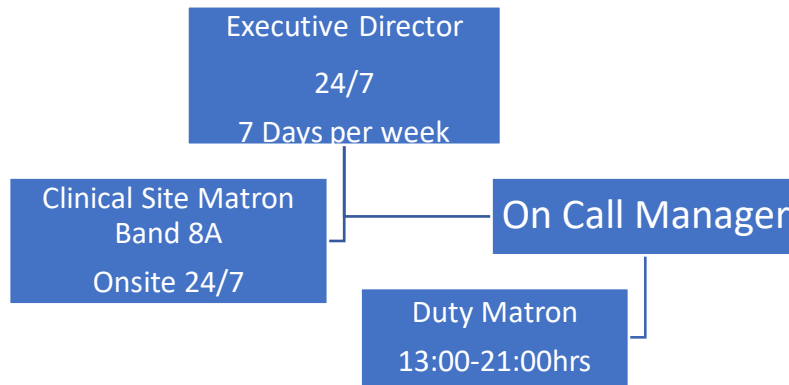 Executive Director
24/7
7 Days per week
Clinical Site Matron
Band 8A
Onsite 24/7
On Call Manager
Duty Matron
13:00-21:00hrs